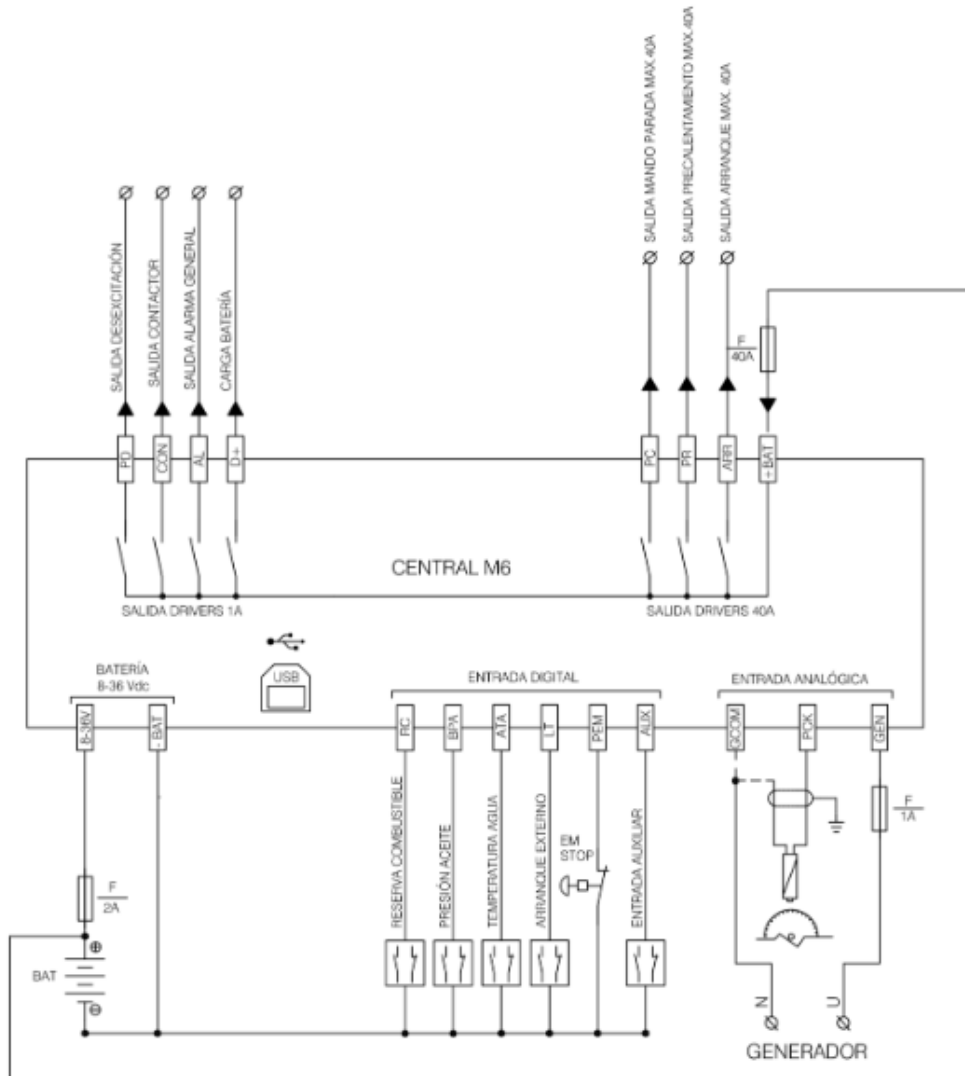 SALIDA MANDO PARADA MAX.40A
SALIDA PRECALENTAMIENTO MAX.40A
SALIDA ARRANQUE MAX. 40A
SALIDA DESEXCITACIÓN
SALIDA CONTACTOR
SALIDA ALARMA GENERAL
CARGA BATERÍA
F
40A
PD
CON
AL
D+
PC
PR
ARR
+BAT
CENTRAL M6
SALIDA DRIVERS 1A
SALIDA DRIVERS 40A
BATERÍA
8-36 Vdc
USB
ENTRADA DIGITAL
ENTRADA ANALÓGICA
8-36V
- BAT
RC
BPA
ATA
LT
PEM
AUX
GCOM
PCK
GEN
RESERVA COMBUSTIBLE
PRESIÓN ACEITE
TEMPERATURA AGUA
ARRANQUE EXTERNO
EM
STOP
ENTRADA AUXILIAR
F
1A
F
2A
BAT
N
U
GENERADOR